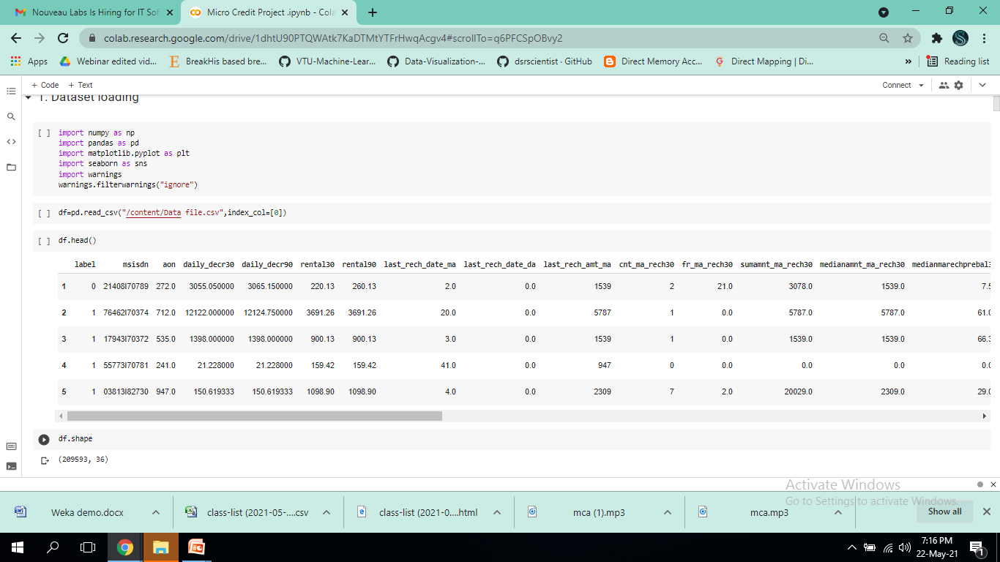 Nouveau Labs Is Hiring for IT Sof
Micro Credit Project .ipynb - Cola
colab.research.google.com/drive/1dhtU90PTQWAtk7KaDTMtYTFrHwqAcgv4#scrollTo=q6PFCSpOBvy2
Apps Webinar edited vid... BreakHis based bre... VTU-Machine-Lear... Data-Visualization-... dsrscientist · GitHub Direct Memory Acc... Direct Mapping | Di... » Reading list
+ Code + Text Connect
1. Dataset loading
[ ] import numpy as np
import pandas as pd
import matplotlib.pyplot as plt
import seaborn as sns
import warnings
warnings.filterwarnings("ignore")
[ ] df=pd.read_csv("/content/Data file.csv",index_col=[0])
[ ] df.head()
label msisdn aon daily_decr30 daily_decr90 rental30 rental90 last_rech_date_ma last_rech_date_da last_rech_amt_ma cnt_ma_rech30 fr_ma_rech30 sumamnt_ma_rech30 medianamnt_ma_rech30 medianmarechprebal3
1 0 21408I70789 272.0 3055.050000 3065.150000 220.13 260.13 2.0 0.0 1539 2 21.0 3078.0 1539.0 7.5
2 1 76462I70374 712.0 12122.000000 12124.750000 3691.26 3691.26 20.0 0.0 5787 1 0.0 5787.0 5787.0 61.0
3 1 17943I70372 535.0 1398.000000 1398.000000 900.13 900.13 3.0 0.0 1539 1 0.0 1539.0 1539.0 66.3
4 1 55773I70781 241.0 21.228000 21.228000 159.42 159.42 41.0 0.0 947 0 0.0 0.0 0.0 0.0
5 1 03813I82730 947.0 150.619333 150.619333 1098.90 1098.90 4.0 0.0 2309 7 2.0 20029.0 2309.0 29.0
df.shape
(209593, 36)
Activate Windows
Go to Settings to activate Windows.
Weka demo.docx class-list (2021-05-....csv class-list (2021-0....html mca (1).mp3 mca.mp3 Show all
7:16 PM
22-May-21
1